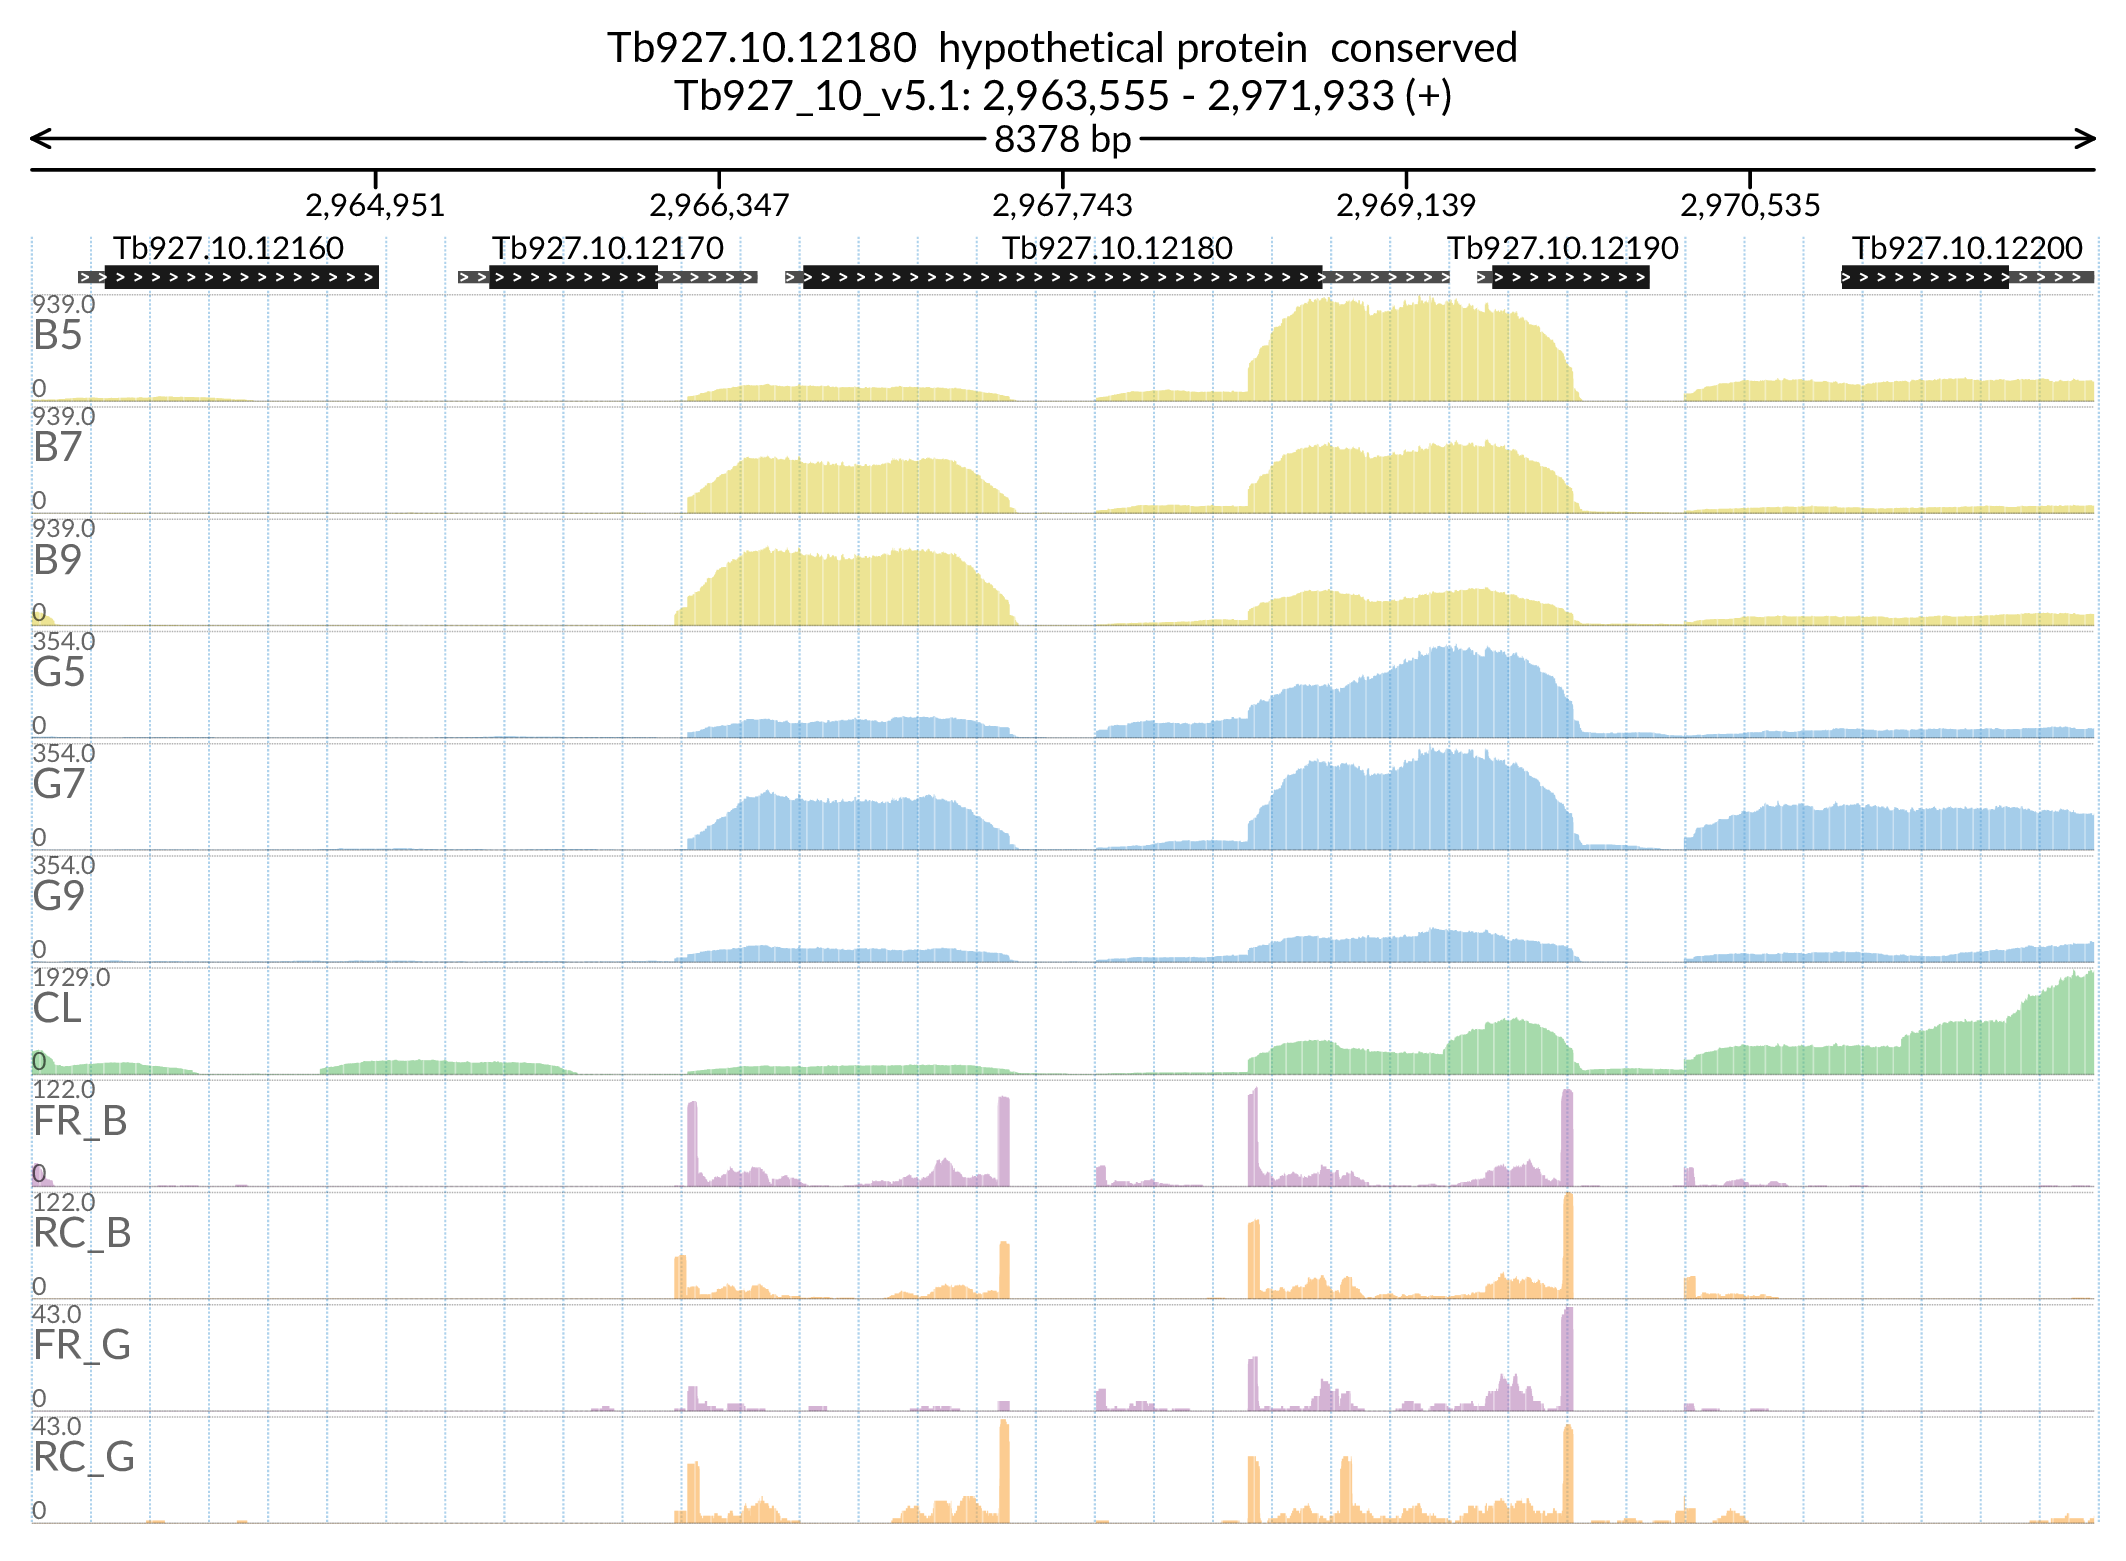 Tb927.10.12180 hypothetical protein conserved
Tb927_10_v5.1: 2,963,555 - 2,971,933 (+)
8378 bp
2,964,951 2,966,347 2,967,743 2,969,139 2,970,535
Tb927.10.12160 Tb927.10.12170 Tb927.10.12180 Tb927.10.12190 Tb927.10.12200
939.0
B5
0
939.0
B7
0
939.0
B9
0
354.0
G5
0
354.0
G7
0
354.0
G9
0
1929.0
CL
0
122.0
FR_B
0
122.0
RC_B
0
43.0
FR_G
0
43.0
RC_G
0